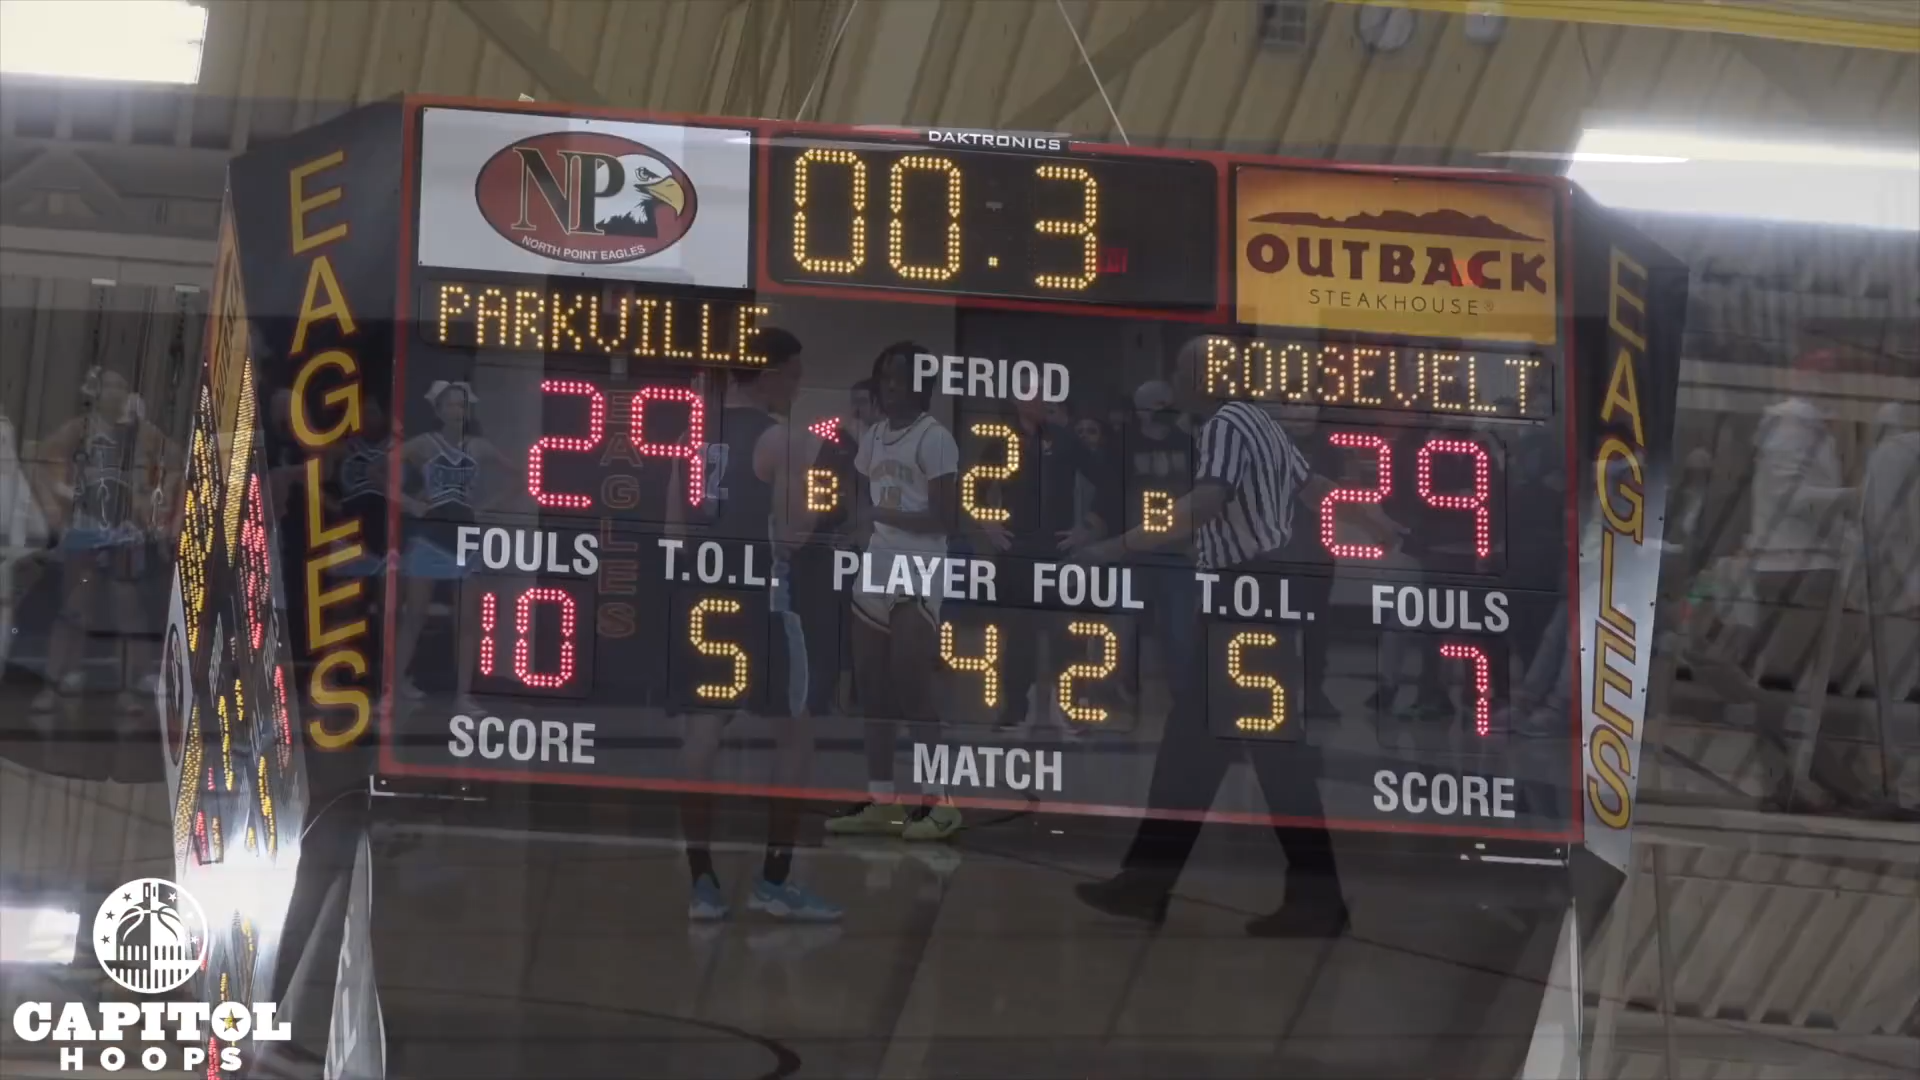 DAKTRONICS
NP
NORTH POINT EAGLES
00.3
OUTBACK
STEAKHOUSE®
EAGLES
EAGLES
PARKVILLE
PERIOD
ROOSEVELT
29
B
2
B
29
EAGLES
FOULS T.O.L. PLAYER FOUL T.O.L. FOULS
10 5 4 2 5 7
SCORE MATCH SCORE
CAPITOL
HOOPS